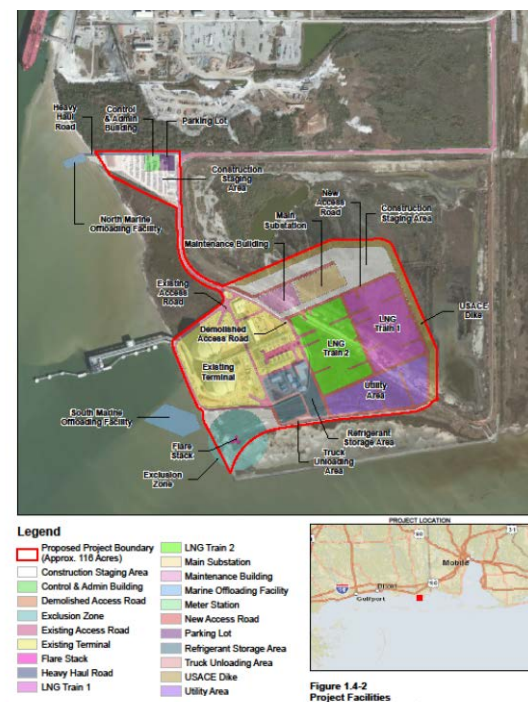 Heavy
Haul
Road
Control
& Admin
Building
Parking Lot
Construction
Staging
Area
North Marine
Offloading Facility
New
Access
Road
Main
Substation
Construction
Staging Area
Maintenance Building
Existing
Access
Road
Demolished
Access Road
LNG
Train 1
LNG
Train 2
USACE
Dike
Existing
Terminal
Utility
Area
South Marine
Offloading Facility
Flare
Stack
Refrigerant
Storage Area
Truck
Unloading
Area
Exclusion
Zone
Legend
Proposed Project Boundary
(Approx. 116 Acres)
Construction Staging Area
Control & Admin Building
Demolished Access Road
Exclusion Zone
Existing Access Road
Existing Terminal
Flare Stack
Heavy Haul Road
LNG Train 1
LNG Train 2
Main Substation
Maintenance Building
Marine Offloading Facility
Meter Station
New Access Road
Parking Lot
Refrigerant Storage Area
Truck Unloading Area
USACE Dike
Utility Area
PROJECT LOCATION
Mobile
Gulfport
Figure 1.4-2
Project Facilities